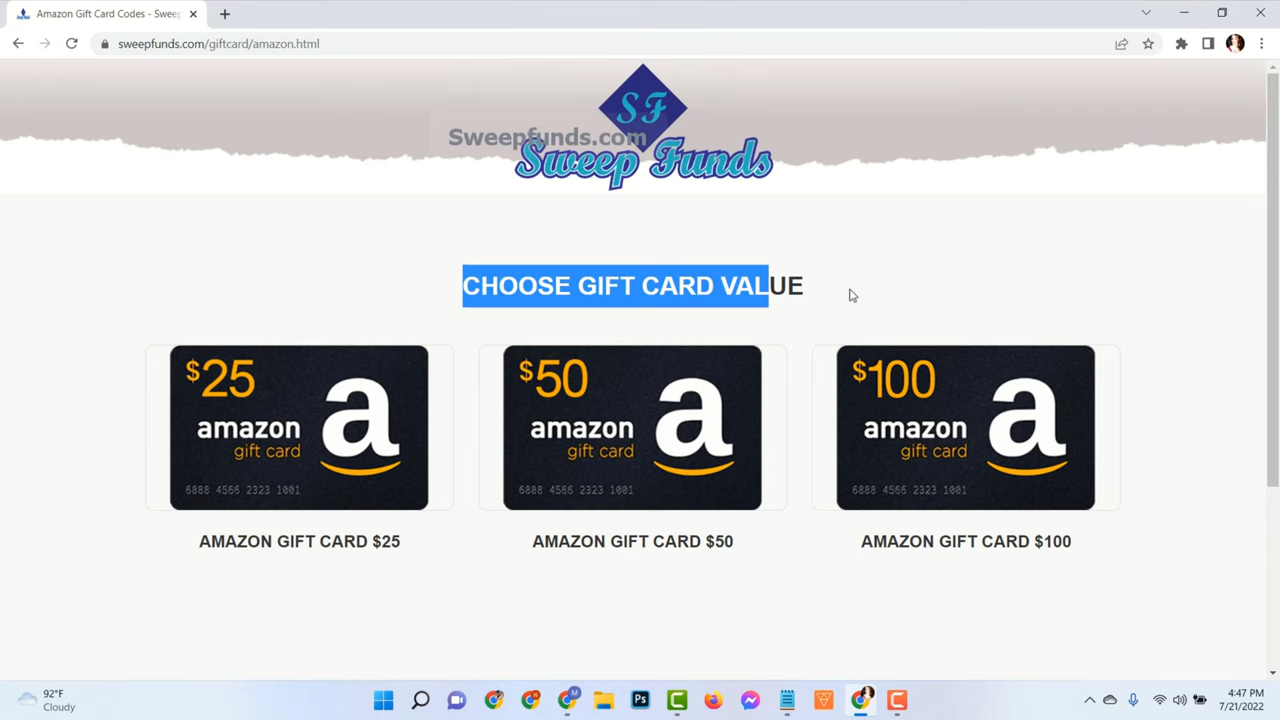 Amazon Gift Card Codes - Sweep
sweepfunds.com/giftcard/amazon.html
SF
Sweepfunds.com
Sweep Funds
CHOOSE GIFT CARD VALUE
$25
amazon
gift card
a
6888 4566 2323 1001
$50
amazon
gift card
a
6888 4566 2323 1001
$100
amazon
gift card
a
6888 4566 2323 1001
AMAZON GIFT CARD $25
AMAZON GIFT CARD $50
AMAZON GIFT CARD $100
92°F
Cloudy
Ps
4:47 PM
7/21/2022